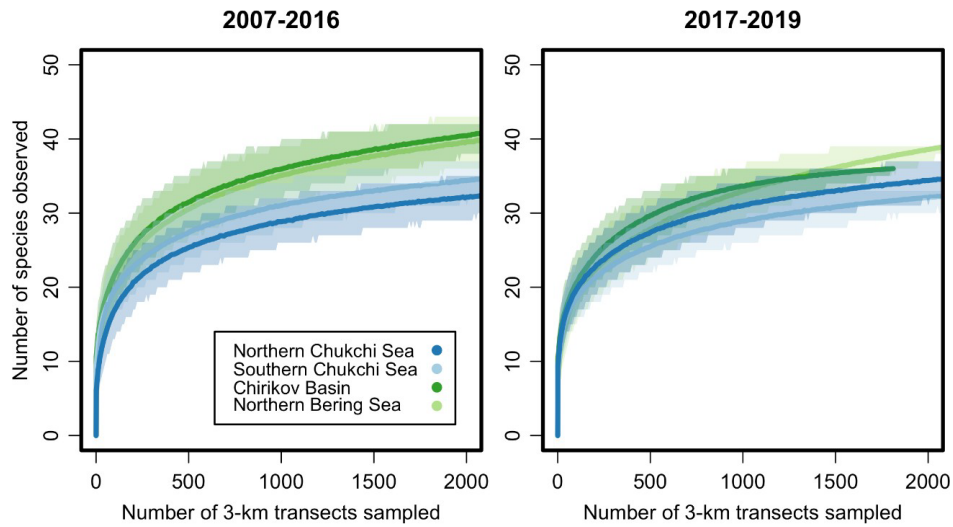 2007-2016
2017-2019
Number of species observed
50
40
30
20
10
0
50
40
30
20
10
0
Northern Chukchi Sea
Southern Chukchi Sea
Chirikov Basin
Northern Bering Sea
0 500 1000 1500 2000
0 500 1000 1500 2000
Number of 3-km transects sampled
Number of 3-km transects sampled